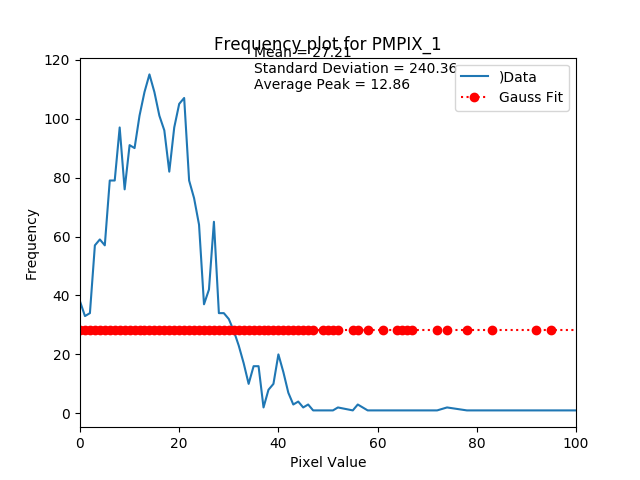 Frequency plot for PMPIX_1
Mean = 27.21
Standard Deviation = 240.36
Average Peak = 12.86
)Data
Gauss Fit
120
100
80
60
40
20
0
Frequency
0 20 40 60 80 100
Pixel Value